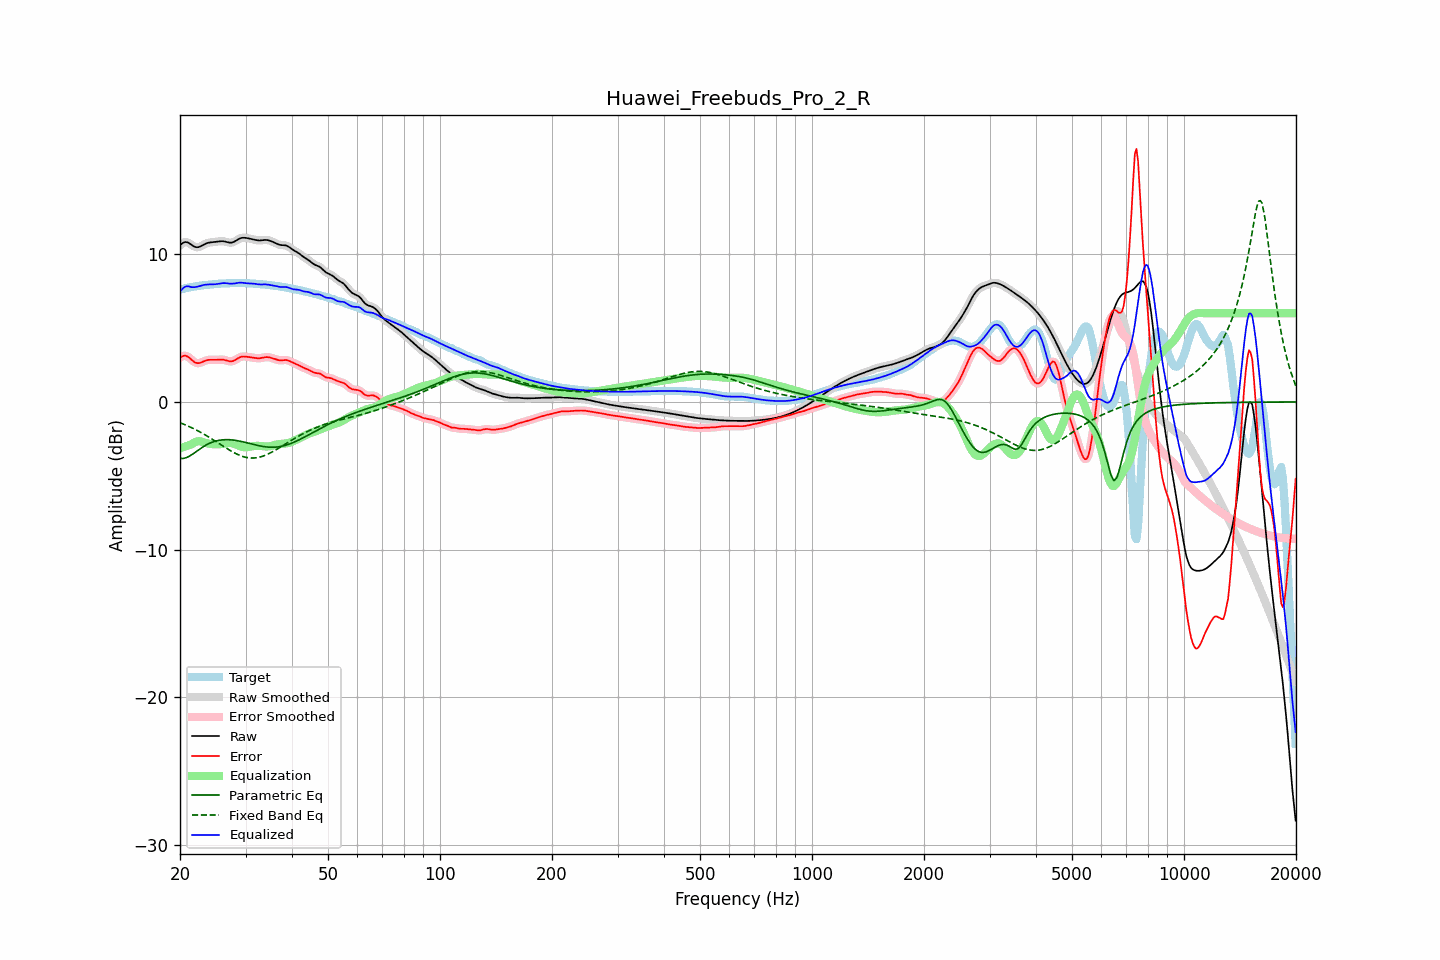 Huawei_Freebuds_Pro_2_R
Amplitude (dBr)
10
0
−10
−20
−30
Target
Raw Smoothed
Error Smoothed
Raw
Error
Equalization
Parametric Eq
Fixed Band Eq
Equalized
20 50 100 200 500 1000 2000 5000 10000 20000
Frequency (Hz)